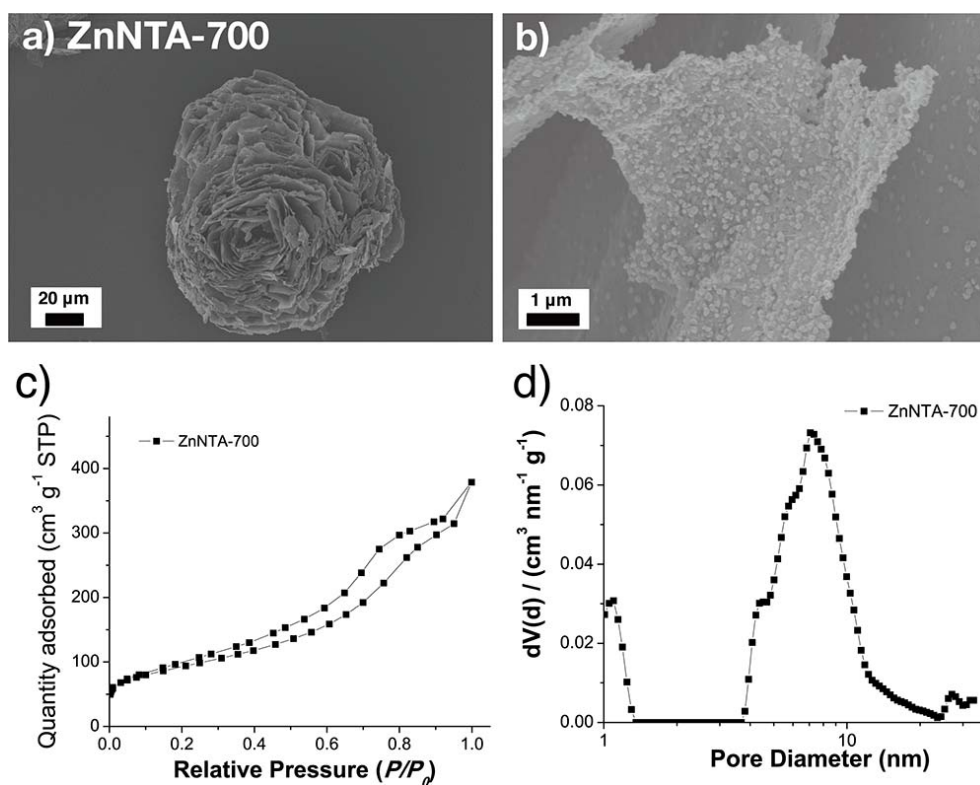 a) ZnNTA-700
20 µm
b)
1 µm
c)
ZnNTA-700
400
300
200
100
0
Quantity adsorbed (cm³ g⁻¹ STP)
0.0 0.2 0.4 0.6 0.8 1.0
Relative Pressure (P/P₀)
d)
ZnNTA-700
0.08
0.06
0.04
0.02
0.00
dV(d) / (cm³ nm⁻¹ g⁻¹)
1 10
Pore Diameter (nm)